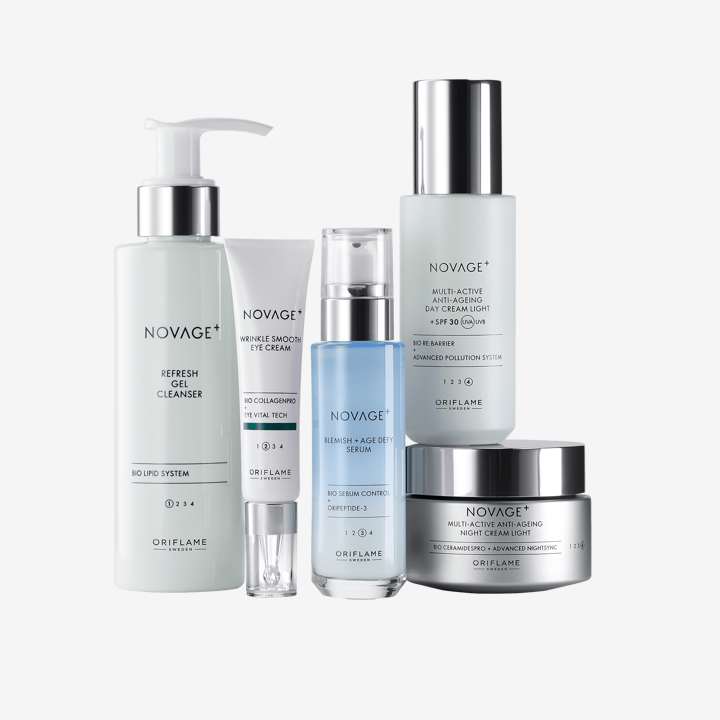 NOVAGE+
REFRESH
GEL
CLEANSER
BIO LIPID SYSTEM
1 2 3 4
ORIFLAME
SWEDEN
NOVAGE+
WRINKLE SMOOTH
EYE CREAM
BIO COLLAGENPRO
+
EYE VITAL TECH
1 2 3 4
ORIFLAME
SWEDEN
NOVAGE+
BLEMISH + AGE DEFY
SERUM
BIO SEBUM CONTROL
+
ORIPEPTIDE-3
1 2 3 4
ORIFLAME
SWEDEN
NOVAGE+
MULTI-ACTIVE
ANTI-AGEING
DAY CREAM LIGHT
+ SPF 30 UVA UVB
BIO RE:BARRIER
+
ADVANCED POLLUTION SYSTEM
1 2 3 4
ORIFLAME
SWEDEN
NOVAGE+
MULTI-ACTIVE ANTI-AGEING
NIGHT CREAM LIGHT
BIO CERAMIDESPRO + ADVANCED NIGHTSYNC
1 2 3 4
ORIFLAME
SWEDEN